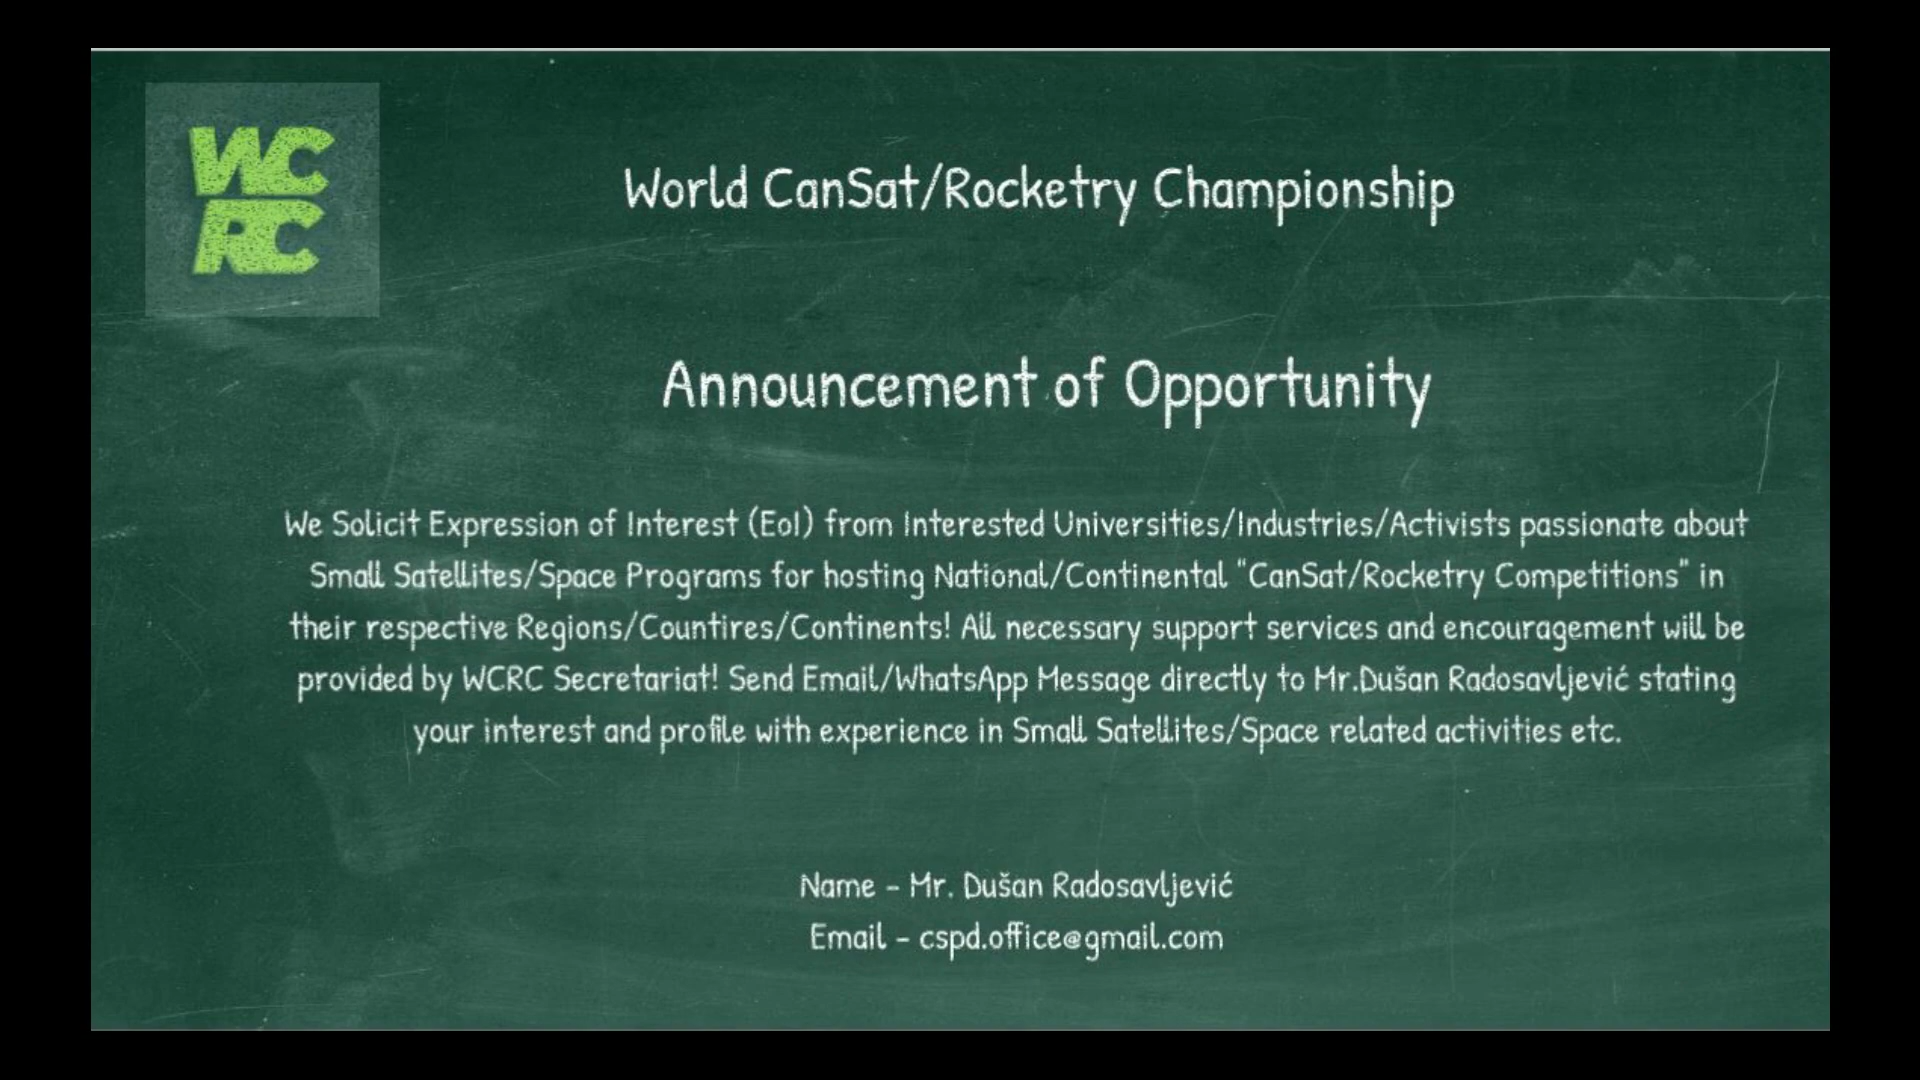 WC
RC
World CanSat/Rocketry Championship
Announcement of Opportunity
We Solicit Expression of Interest (EoI) from Interested Universities/Industries/Activists passionate about
Small Satellites/Space Programs for hosting National/Continental "CanSat/Rocketry Competitions" in
their respective Regions/Countires/Continents! All necessary support services and encouragement will be
provided by WCRC Secretariat! Send Email/WhatsApp Message directly to Mr.Dušan Radosavljević stating
your interest and profile with experience in Small Satellites/Space related activities etc.
Name - Mr. Dušan Radosavljević
Email - cspd.office@gmail.com